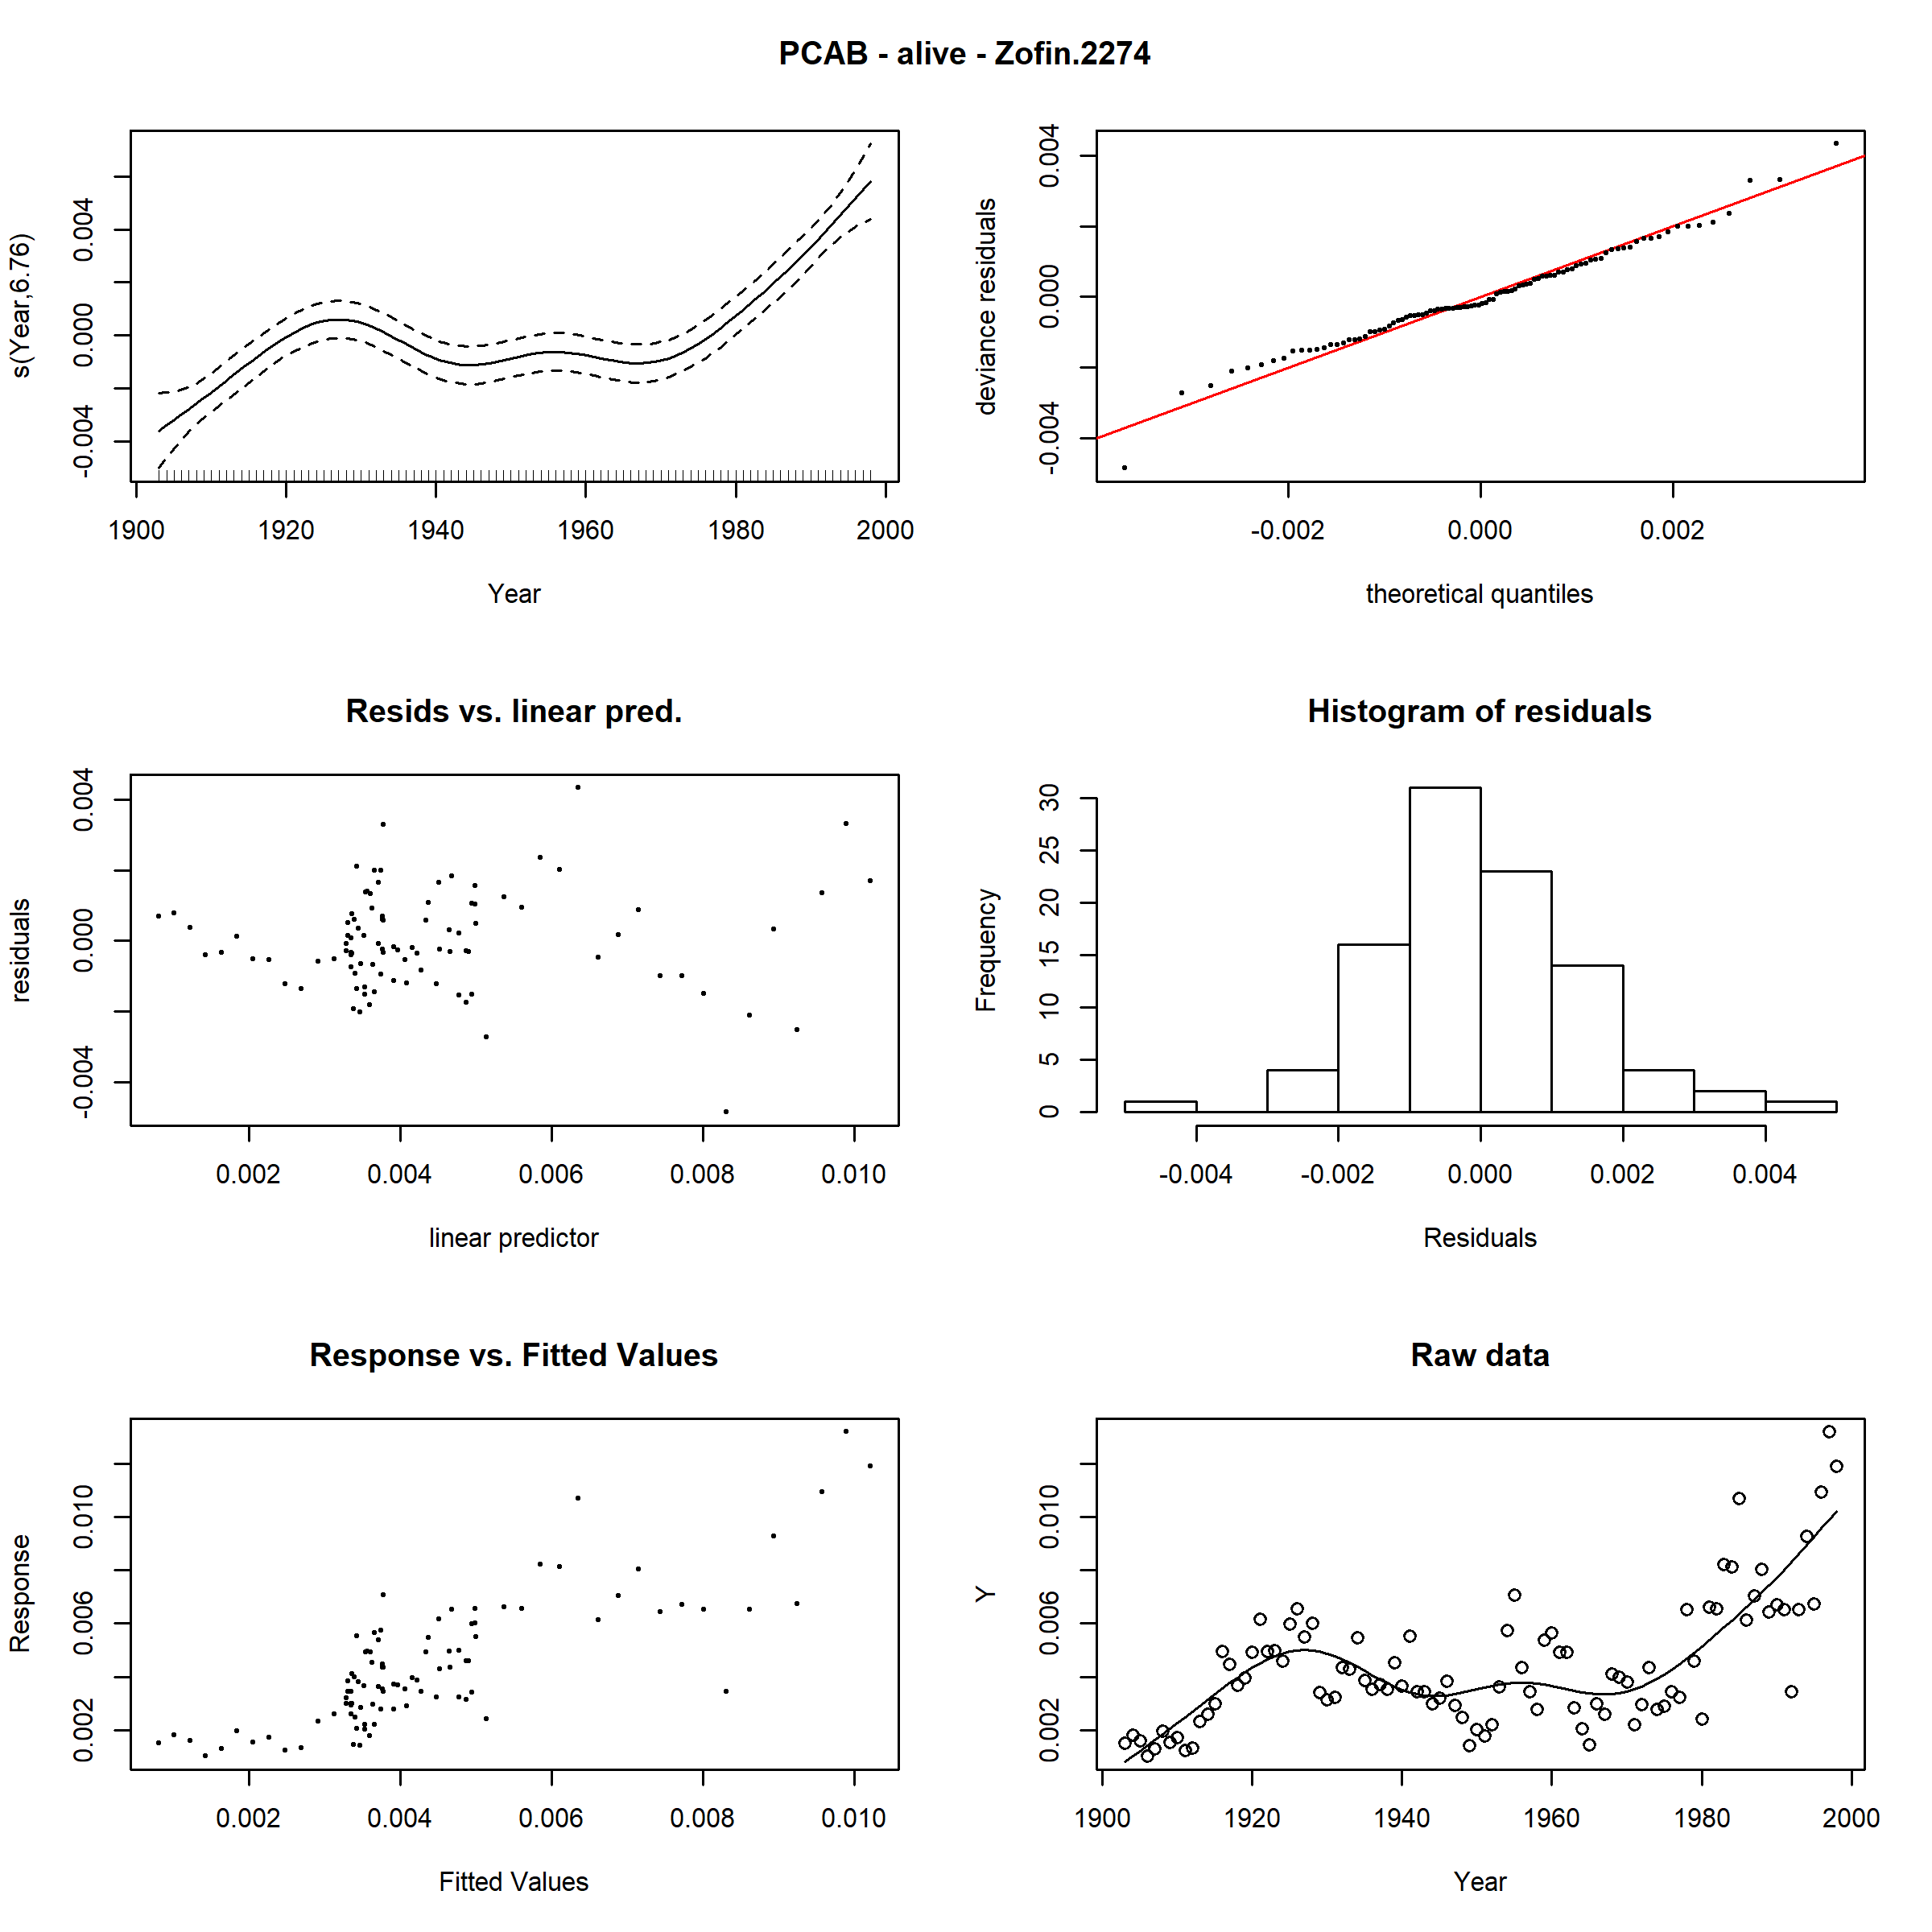 PCAB - alive - Zofin.2274
s(Year,6.76)
-0.004 0.000 0.004
1900 1920 1940 1960 1980 2000
Year
deviance residuals
-0.004 0.000 0.004
-0.002 0.000 0.002
theoretical quantiles
Resids vs. linear pred.
residuals
-0.004 0.000 0.004
0.002 0.004 0.006 0.008 0.010
linear predictor
Histogram of residuals
Frequency
0 5 10 15 20 25 30
-0.004 -0.002 0.000 0.002 0.004
Residuals
Response vs. Fitted Values
Response
0.002 0.006 0.010
0.002 0.004 0.006 0.008 0.010
Fitted Values
Raw data
Y
0.002 0.006 0.010
1900 1920 1940 1960 1980 2000
Year